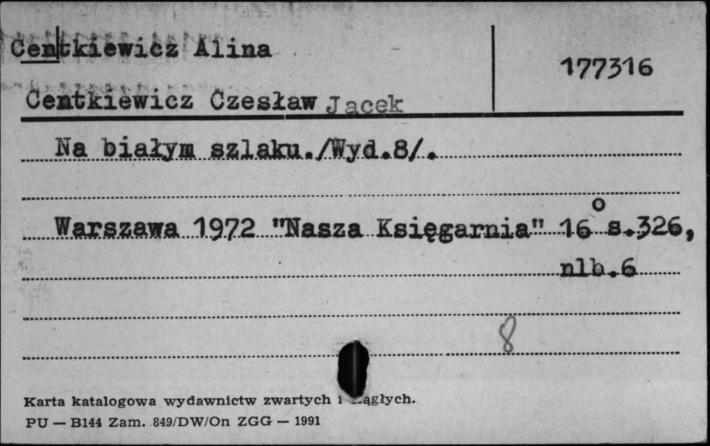 Centkiewicz Alina
177316
Centkiewicz Czesław Jacek
Na białym szlaku./Wyd.8/.
Warszawa 1972 "Nasza Księgarnia" 16° s.326,
nlb.6
8
Karta katalogowa wydawnictw zwartych i ciągłych.
PU — B144 Zam. 849/DW/On ZGG — 1991